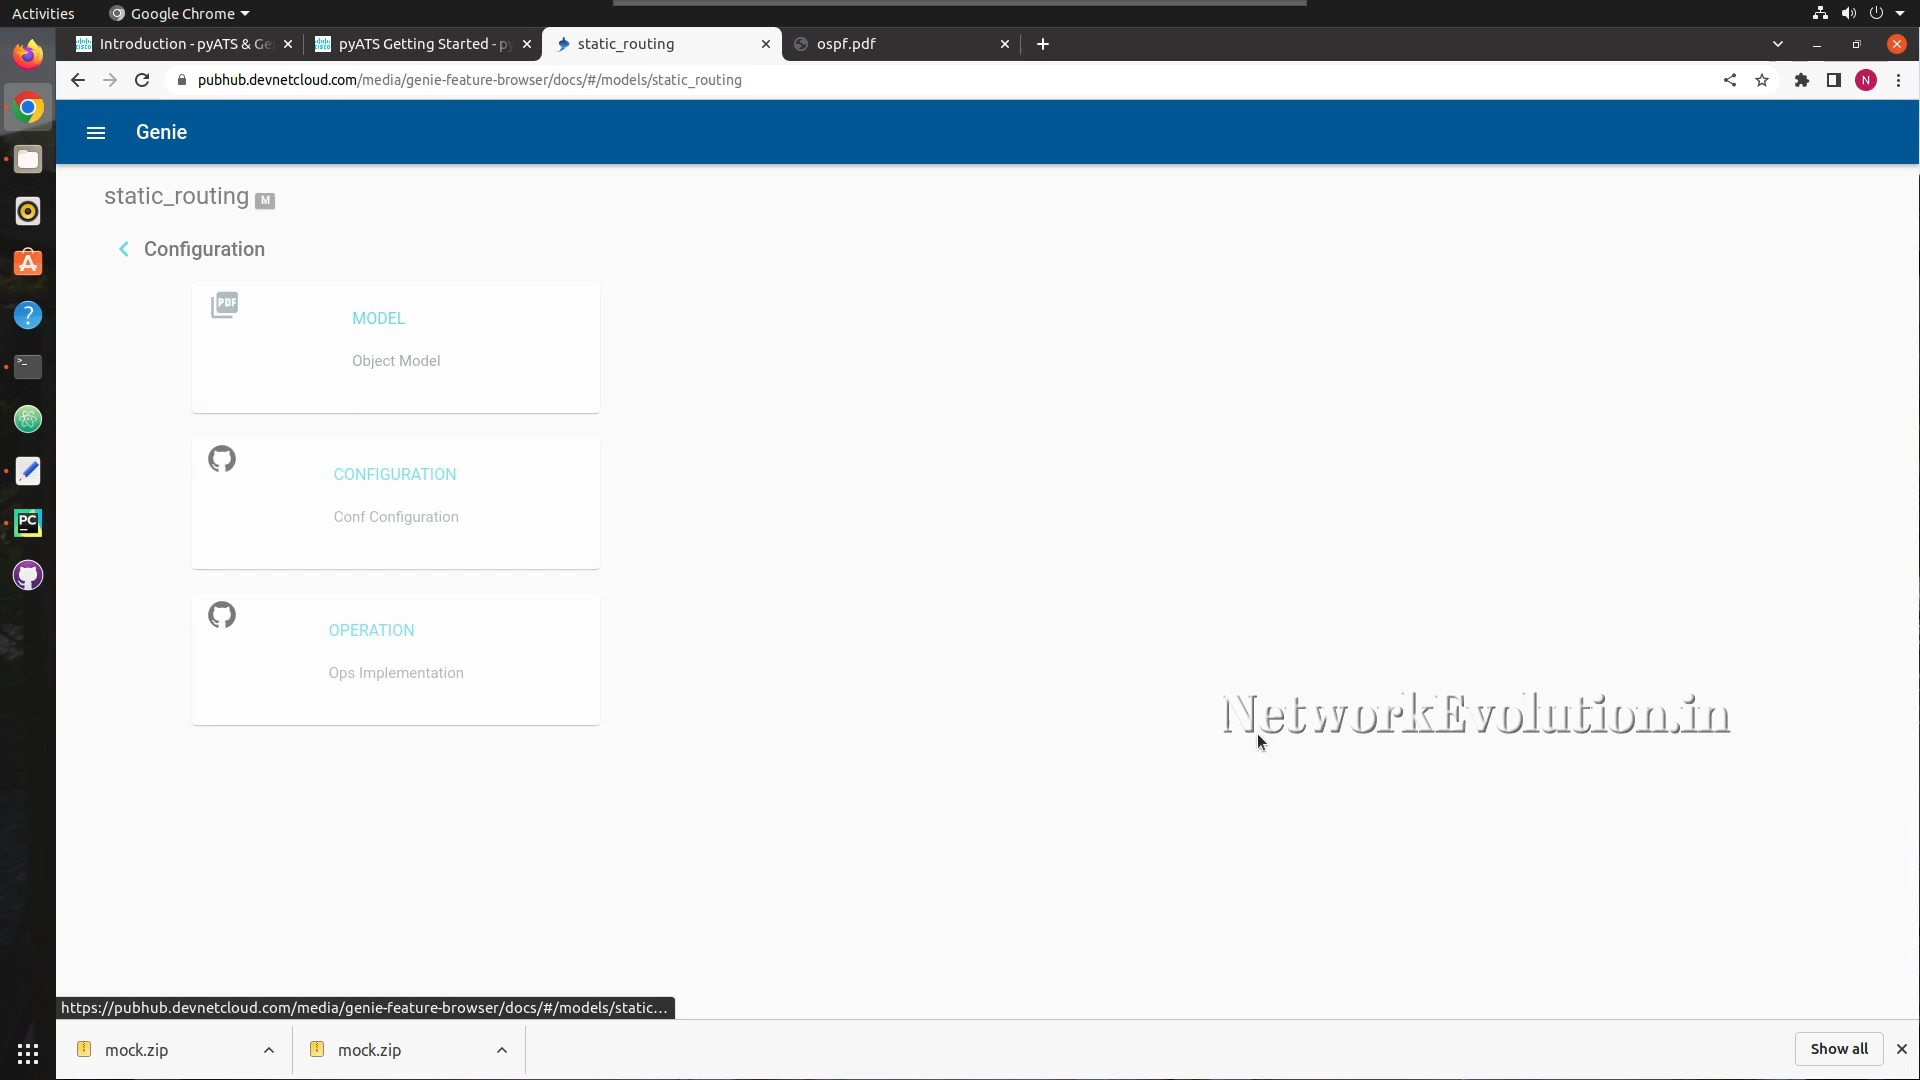 Activities
Google Chrome
Introduction - pyATS & Ge
pyATS Getting Started - py
static_routing
ospf.pdf
pubhub.devnetcloud.com/media/genie-feature-browser/docs/#/models/static_routing
N
Genie
static_routing M
Configuration
PDF
MODEL
Object Model
CONFIGURATION
Conf Configuration
OPERATION
Ops Implementation
PC
NetworkEvolution.in
https://pubhub.devnetcloud.com/media/genie-feature-browser/docs/#/models/static...
mock.zip
mock.zip
Show all